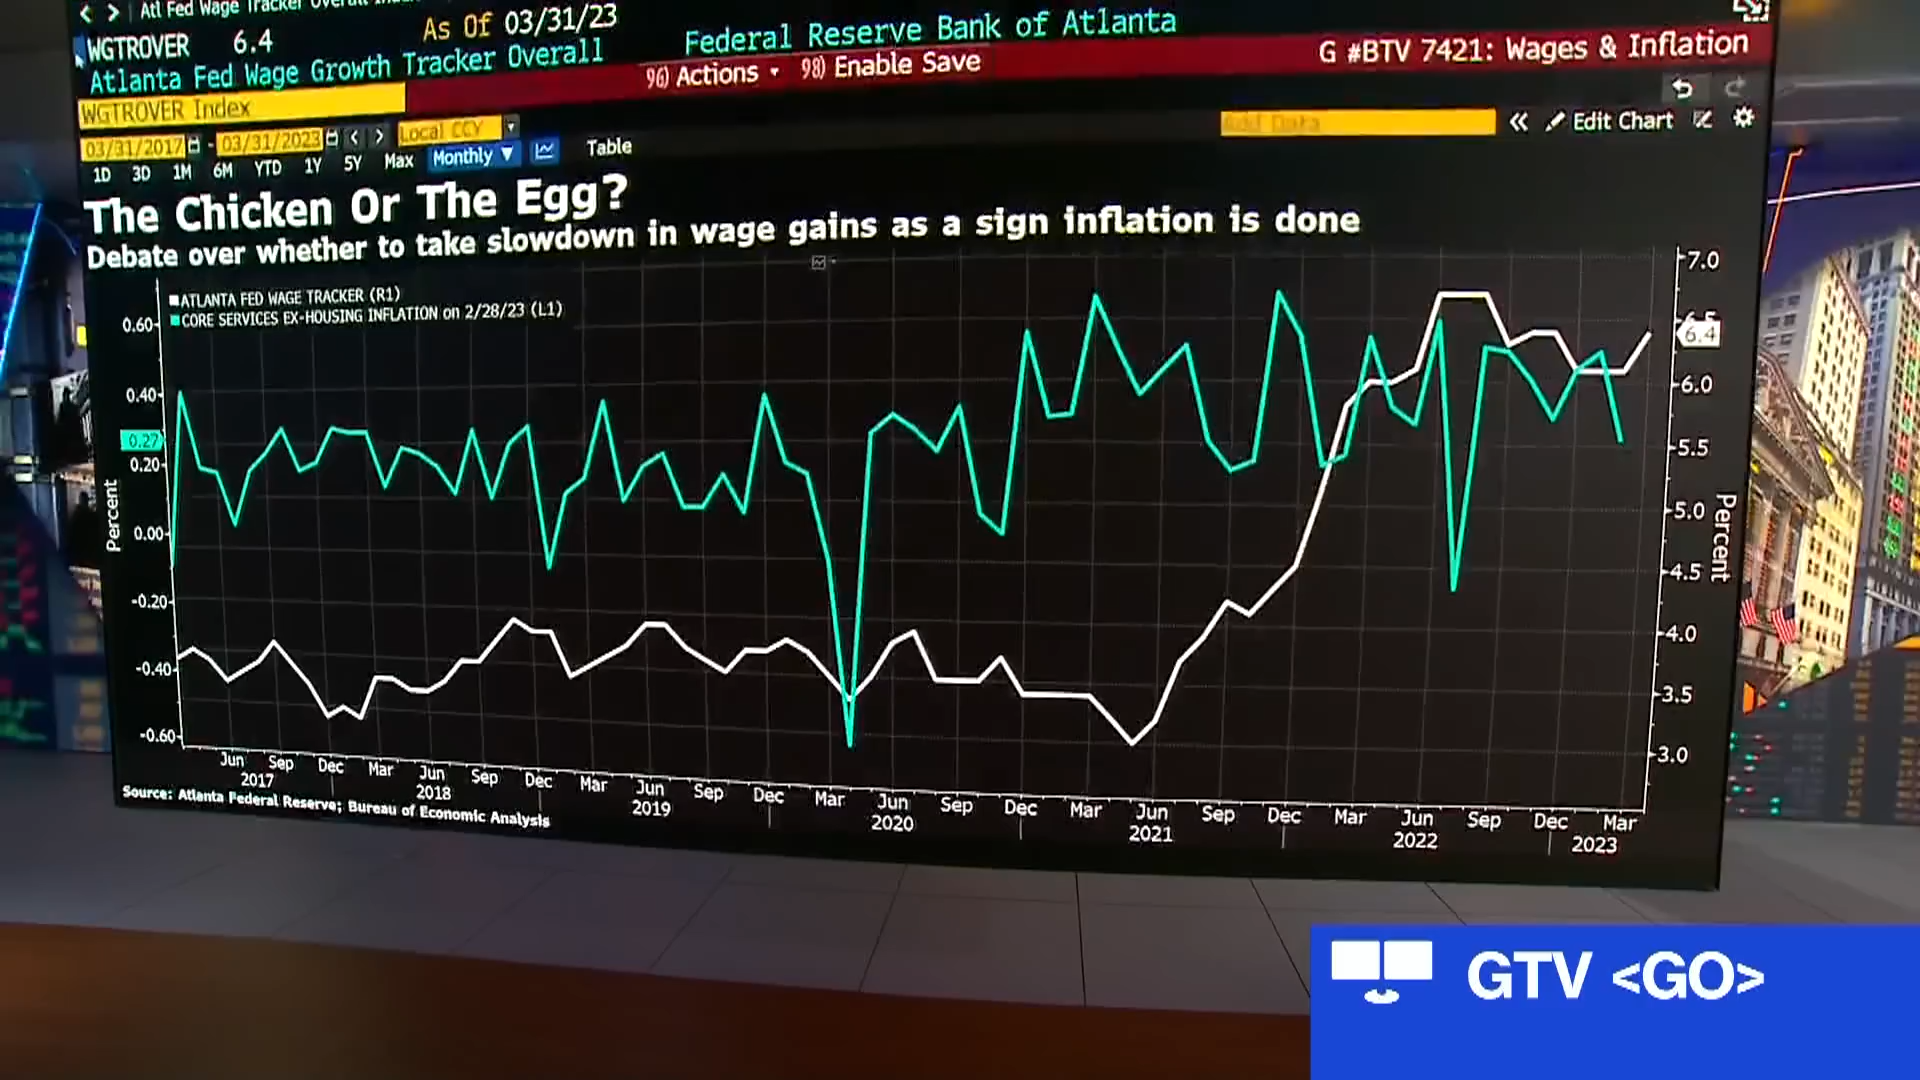 < > Atl Fed Wage Tracker Overall
WGTROVER 6.4 As Of 03/31/23 Federal Reserve Bank of Atlanta
Atlanta Fed Wage Growth Tracker Overall
WGTROVER Index 96) Actions 98) Enable Save G #BTV 7421: Wages & Inflation
03/31/2017 - 03/31/2023 < > Local CCY Add Data « Edit Chart
1D 3D 1M 6M YTD 1Y 5Y Max Monthly ▼ Table
The Chicken Or The Egg?
Debate over whether to take slowdown in wage gains as a sign inflation is done
ATLANTA FED WAGE TRACKER (R1)
CORE SERVICES EX-HOUSING INFLATION on 2/28/23 (L1)
0.60
0.40
0.27
0.20
0.00
-0.20
-0.40
-0.60
Percent
7.0
6.5
6.4
6.0
5.5
5.0
4.5
4.0
3.5
3.0
Percent
Jun Sep Dec Mar Jun Sep Dec Mar Jun Sep Dec Mar Jun Sep Dec Mar Jun Sep Dec Mar Jun Sep Dec Mar
2017 2018 2019 2020 2021 2022 2023
Source: Atlanta Federal Reserve; Bureau of Economic Analysis
GTV <GO>